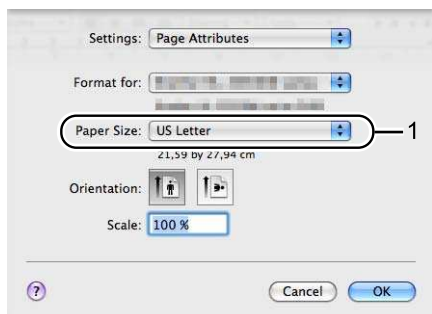 Settings: Page Attributes
Format for:
Paper Size: US Letter
1
21,59 by 27,94 cm
Orientation:
Scale: 100 %
?
Cancel OK